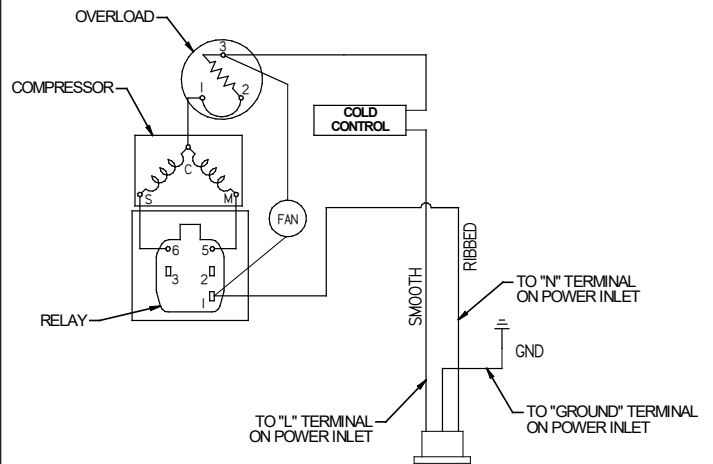 OVERLOAD
3
1
2
COMPRESSOR
COLD
CONTROL
C
S
M
FAN
6
5
3
2
1
RELAY
SMOOTH
RIBBED
TO "N" TERMINAL
ON POWER INLET
GND
TO "L" TERMINAL
ON POWER INLET
TO "GROUND" TERMINAL
ON POWER INLET